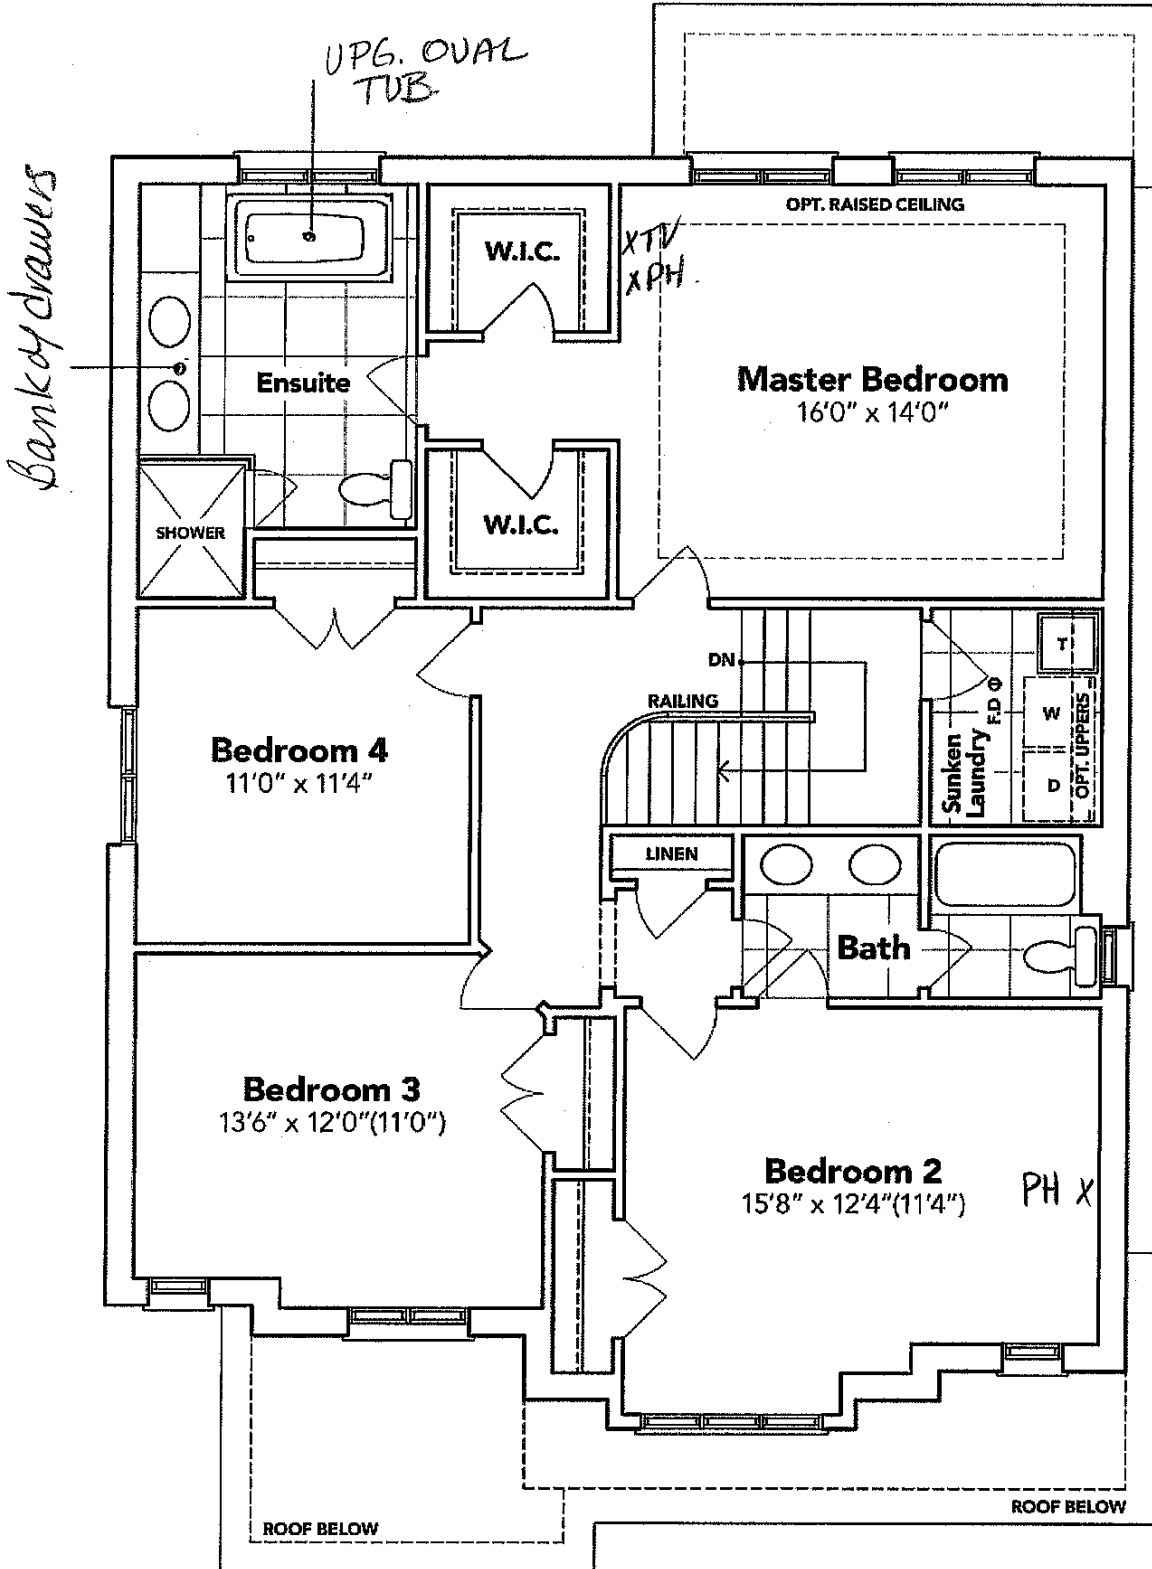 UPG. OVAL
TUB
Bank of drawers
OPT. RAISED CEILING
W.I.C.
XTV
XPH.
Ensuite
Master Bedroom
16'0" x 14'0"
SHOWER
W.I.C.
DN
T
RAILING
Bedroom 4
11'0" x 11'4"
Sunken
Laundry
F.D
W
D
OPT. UPPERS
LINEN
Bath
Bedroom 3
13'6" x 12'0"(11'0")
Bedroom 2
15'8" x 12'4"(11'4")
PH X
ROOF BELOW
ROOF BELOW